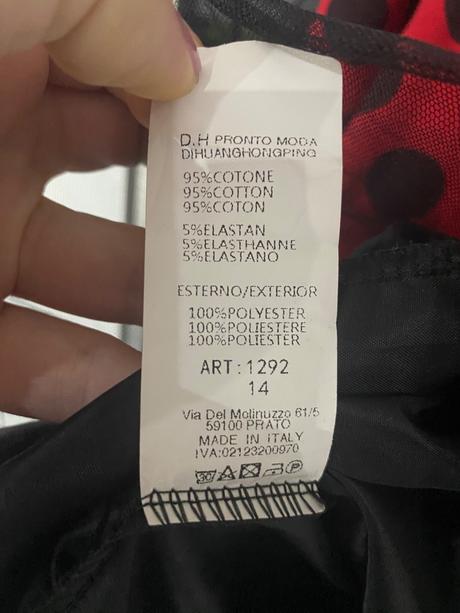 D.H PRONTO MODA
DIHUANGHONGPING
95%COTONE
95%COTTON
95%COTON
5%ELASTAN
5%ELASTHANNE
5%ELASTANO
ESTERNO/EXTERIOR
100%POLYESTER
100%POLIESTERE
100%POLIESTER
ART:1292
14
Via Del Molinuzzo 61/5
59100 PRATO
MADE IN ITALY
IVA:02123200970